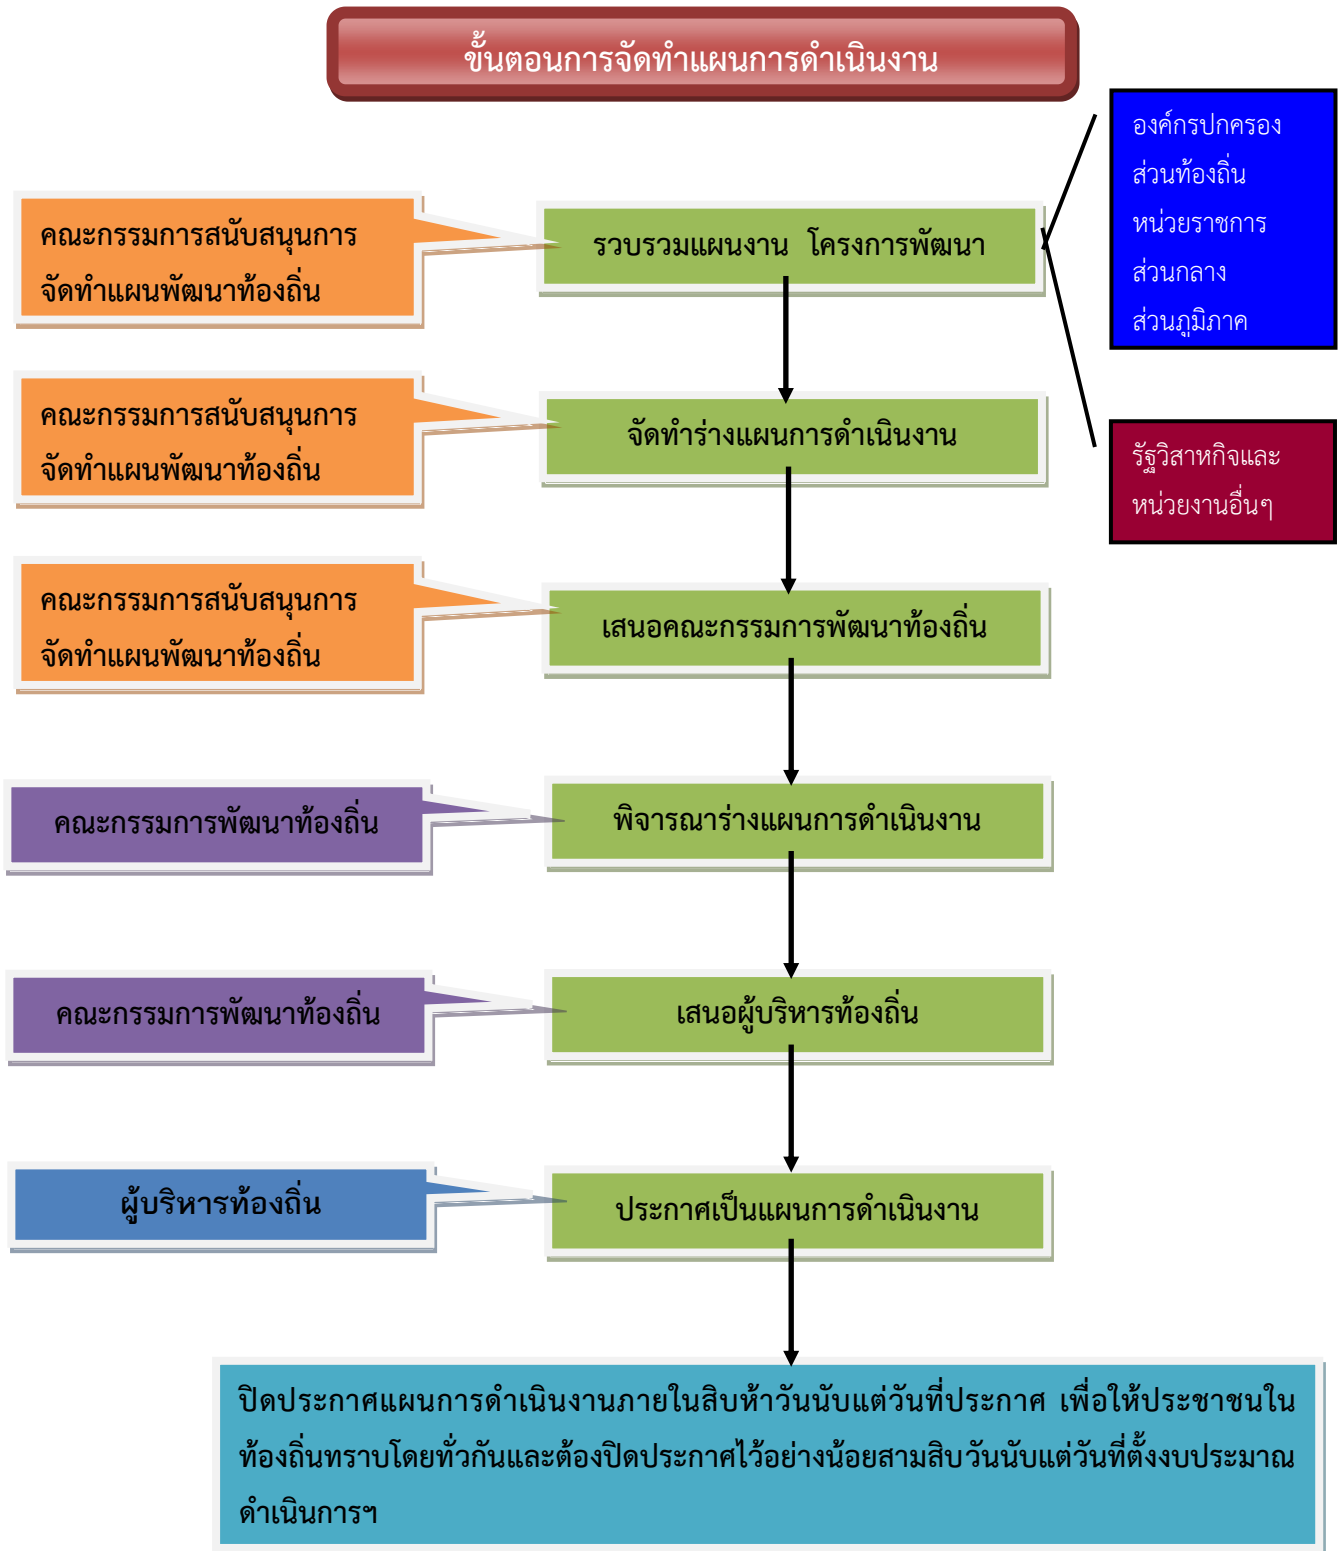 ขั้นตอนการจัดทำแผนการดำเนินงาน
องค์กรปกครอง
ส่วนท้องถิ่น
หน่วยราชการ
ส่วนกลาง
ส่วนภูมิภาค
คณะกรรมการสนับสนุนการ
จัดทำแผนพัฒนาท้องถิ่น
รวบรวมแผนงาน โครงการพัฒนา
คณะกรรมการสนับสนุนการ
จัดทำแผนพัฒนาท้องถิ่น
จัดทำร่างแผนการดำเนินงาน
รัฐวิสาหกิจและ
หน่วยงานอื่นๆ
คณะกรรมการสนับสนุนการ
จัดทำแผนพัฒนาท้องถิ่น
เสนอคณะกรรมการพัฒนาท้องถิ่น
คณะกรรมการพัฒนาท้องถิ่น
พิจารณาร่างแผนการดำเนินงาน
คณะกรรมการพัฒนาท้องถิ่น
เสนอผู้บริหารท้องถิ่น
ผู้บริหารท้องถิ่น
ประกาศเป็นแผนการดำเนินงาน
ปิดประกาศแผนการดำเนินงานภายในสิบห้าวันนับแต่วันที่ประกาศ เพื่อให้ประชาชนใน
ท้องถิ่นทราบโดยทั่วกันและต้องปิดประกาศไว้อย่างน้อยสามสิบวันนับแต่วันที่ตั้งงบประมาณ
ดำเนินการฯ